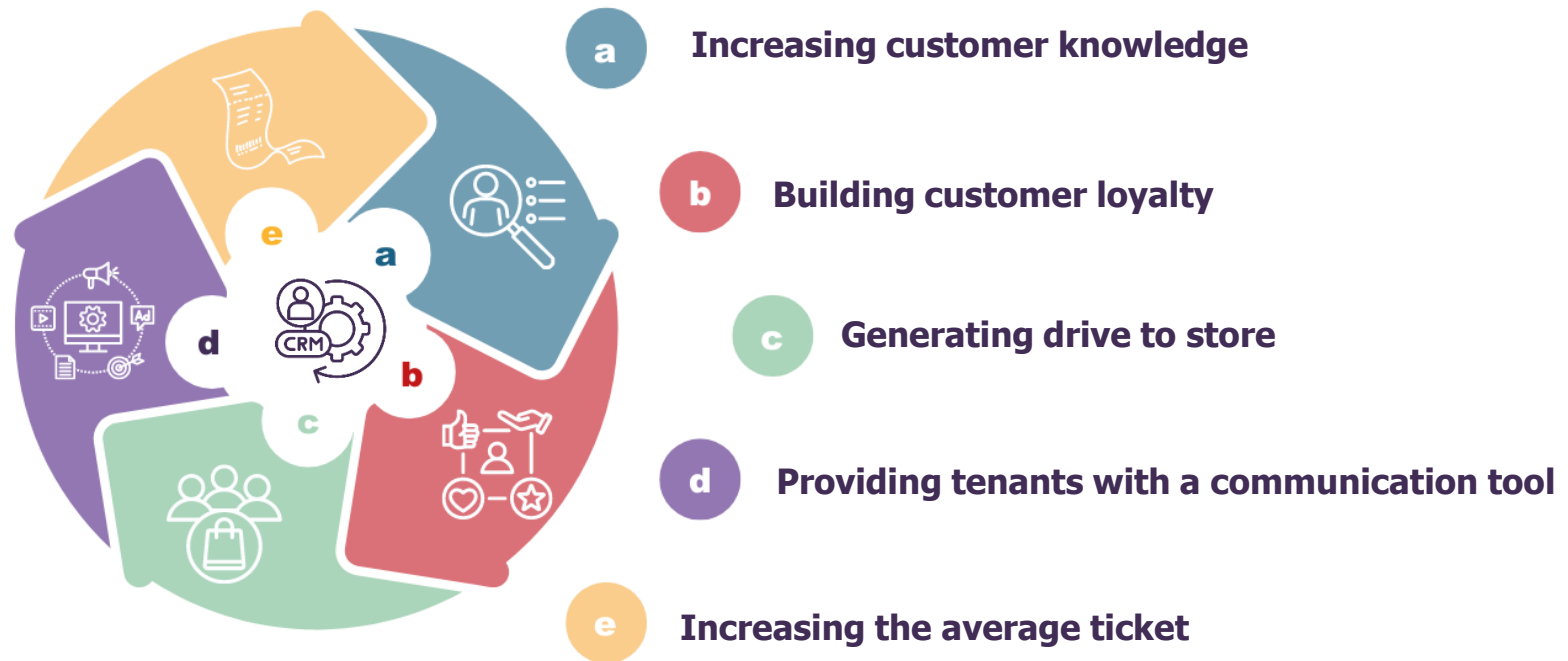 a Increasing customer knowledge
b Building customer loyalty
c Generating drive to store
d Providing tenants with a communication tool
e Increasing the average ticket
e
a
d
CRM
b
c
Ad